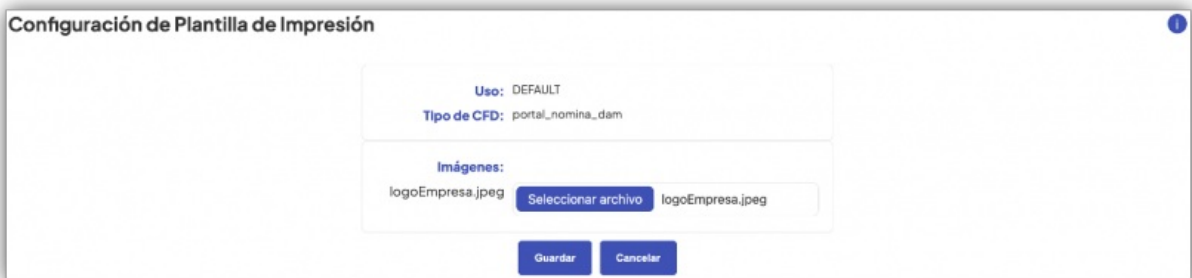 Configuración de Plantilla de Impresión
i
Uso: DEFAULT
Tipo de CFD: portal_nomina_dam
Imágenes:
logoEmpresa.jpeg Seleccionar archivo logoEmpresa.jpeg
Guardar Cancelar